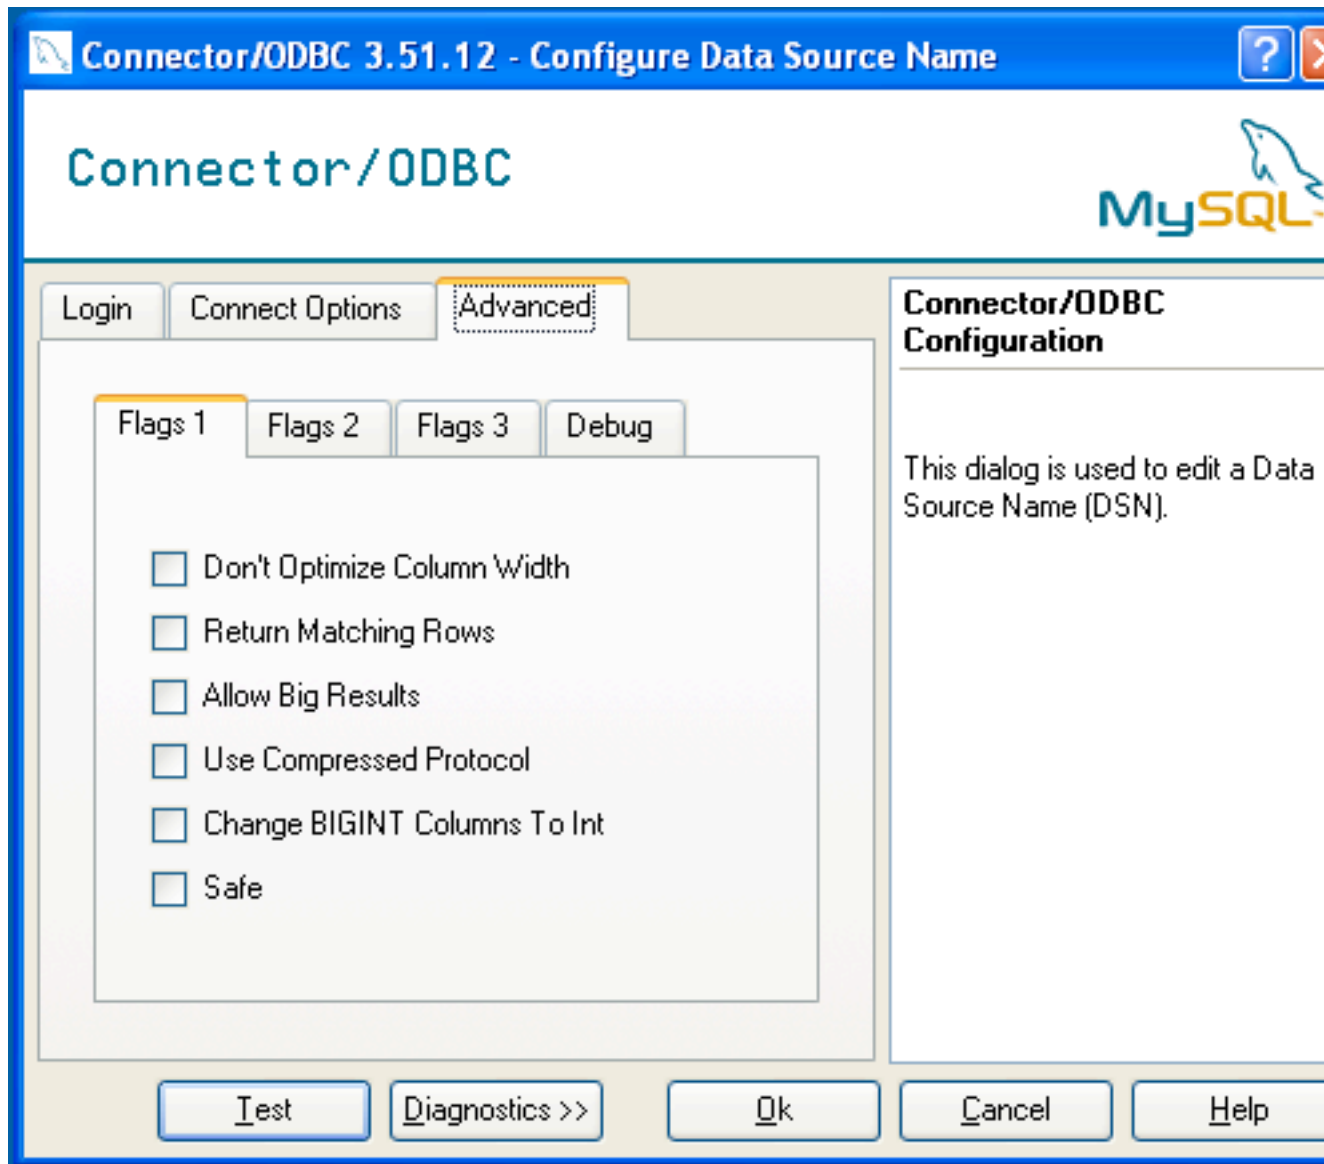 Connector/ODBC 3.51.12 - Configure Data Source Name
?
Connector/ODBC
MySQL
Login
Connect Options
Advanced
Connector/ODBC
Configuration
Flags 1
Flags 2
Flags 3
Debug
This dialog is used to edit a Data
Source Name (DSN).
Don't Optimize Column Width
Return Matching Rows
Allow Big Results
Use Compressed Protocol
Change BIGINT Columns To Int
Safe
Test
Diagnostics >>
Ok
Cancel
Help